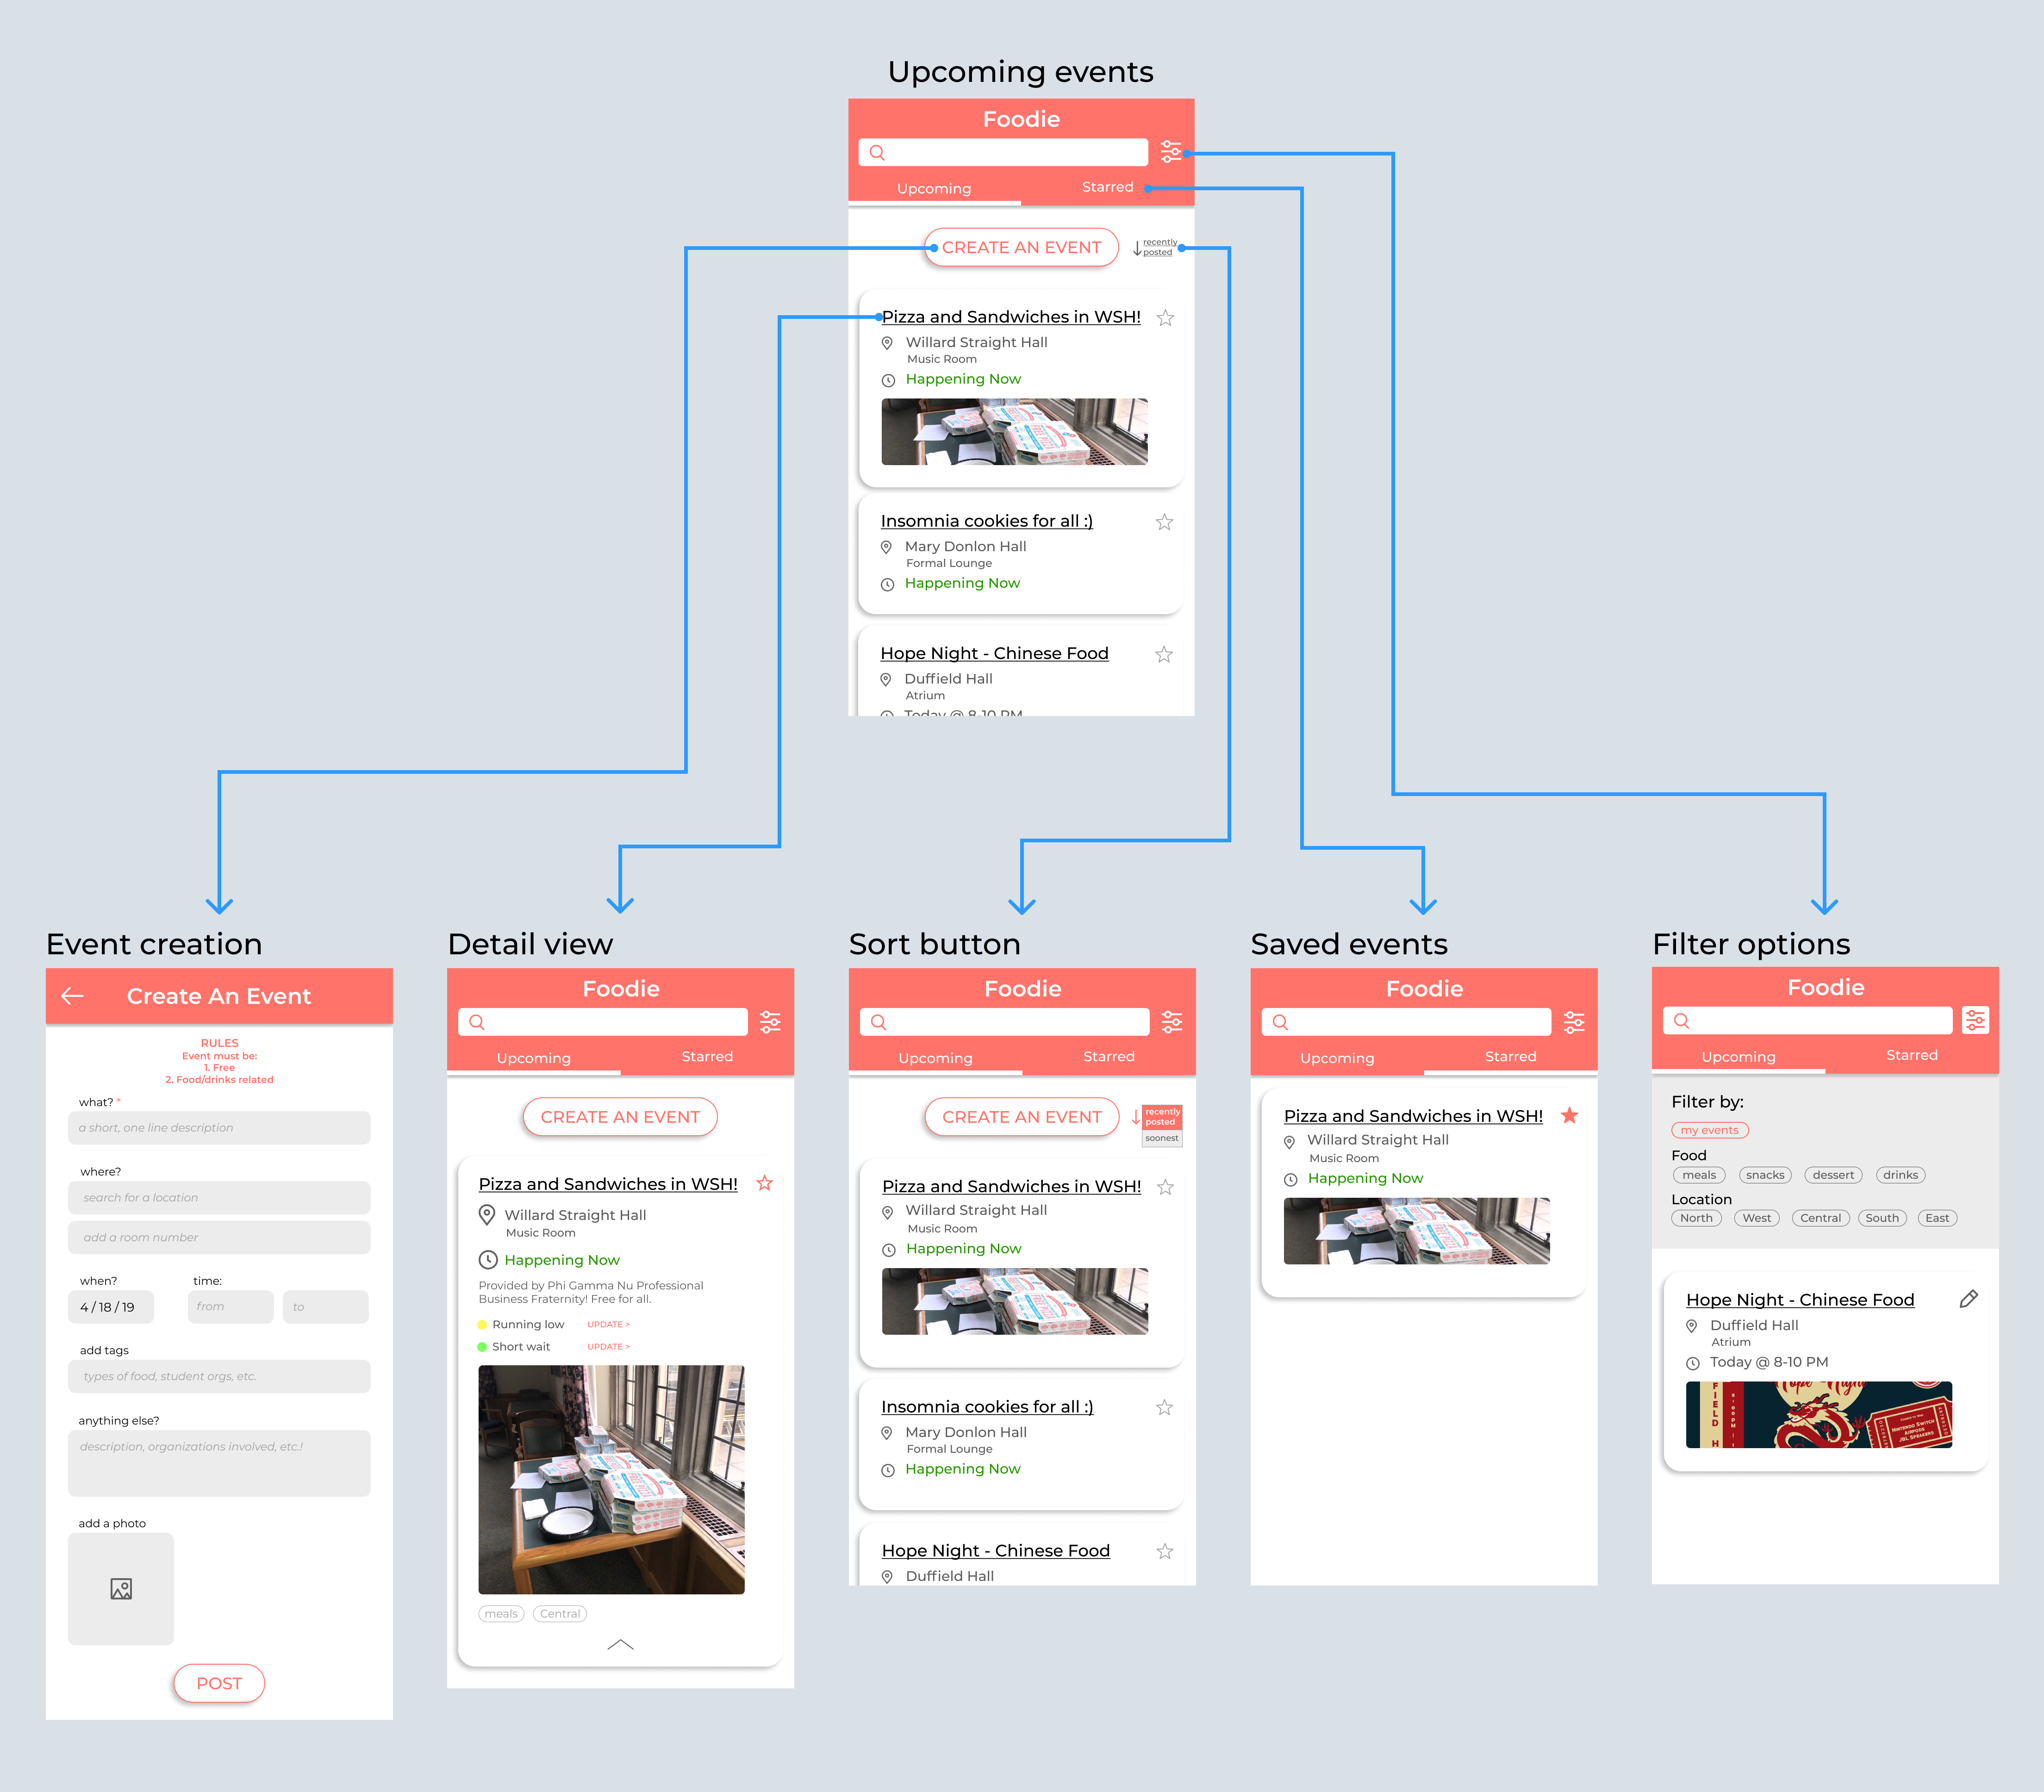 Upcoming events
Foodie
Upcoming
Starred
CREATE AN EVENT
recently
posted
Pizza and Sandwiches in WSH!
Willard Straight Hall
Music Room
Happening Now
Insomnia cookies for all :)
Mary Donlon Hall
Formal Lounge
Happening Now
Hope Night - Chinese Food
Duffield Hall
Atrium
Today @ 8-10 PM
Event creation
Create An Event
RULES
Event must be:
1. Free
2. Food/drinks related
what? *
a short, one line description
where?
search for a location
add a room number
when?
time:
4 / 18 / 19
from
to
add tags
types of food, student orgs, etc.
anything else?
description, organizations involved, etc.!
add a photo
POST
Detail view
Foodie
Upcoming
Starred
CREATE AN EVENT
Pizza and Sandwiches in WSH!
Willard Straight Hall
Music Room
Happening Now
Provided by Phi Gamma Nu Professional
Business Fraternity! Free for all.
Running low UPDATE >
Short wait UPDATE >
meals
Central
Sort button
Foodie
Upcoming
Starred
CREATE AN EVENT
recently
posted
soonest
Pizza and Sandwiches in WSH!
Willard Straight Hall
Music Room
Happening Now
Insomnia cookies for all :)
Mary Donlon Hall
Formal Lounge
Happening Now
Hope Night - Chinese Food
Duffield Hall
Saved events
Foodie
Upcoming
Starred
Pizza and Sandwiches in WSH!
Willard Straight Hall
Music Room
Happening Now
Filter options
Foodie
Upcoming
Starred
Filter by:
my events
Food
meals
snacks
dessert
drinks
Location
North
West
Central
South
East
Hope Night - Chinese Food
Duffield Hall
Atrium
Today @ 8-10 PM
Hope Night
NINTENDO SWITCH
AIRPODS
JBL SPEAKERS